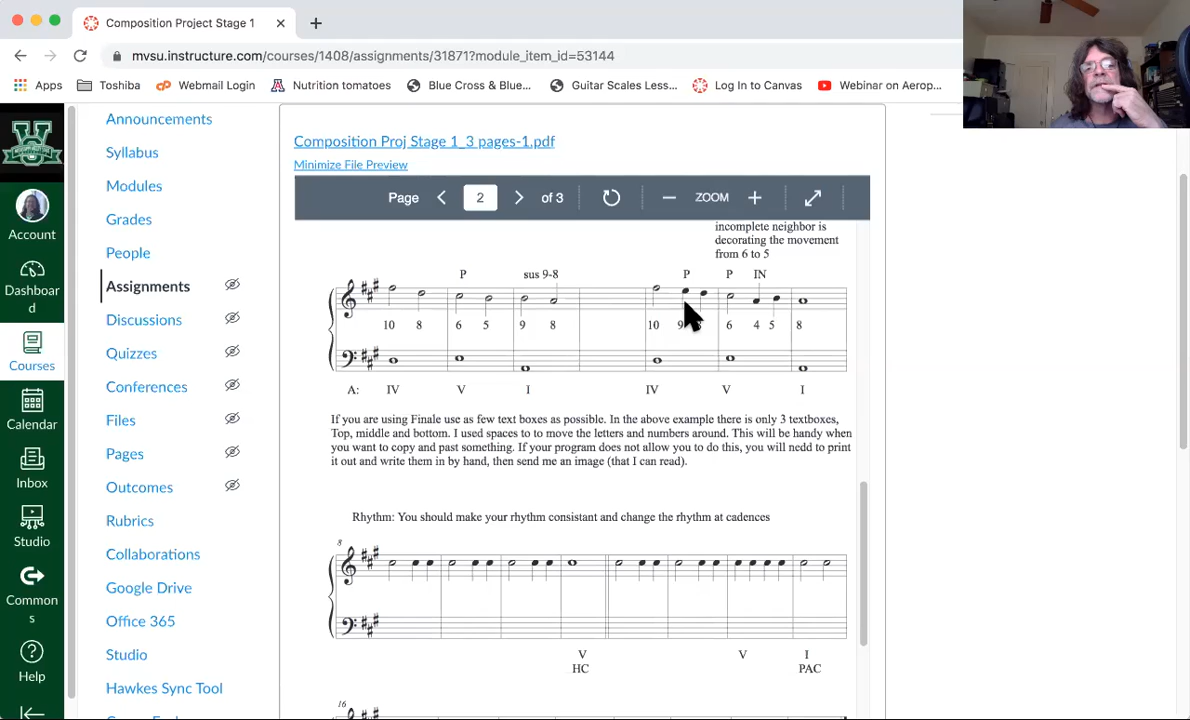 Composition Project Stage 1
mvsu.instructure.com/courses/1408/assignments/31871?module_item_id=53144
Apps Toshiba Webmail Login Nutrition tomatoes Blue Cross & Blue... Guitar Scales Less... Log In to Canvas Webinar on Aerop...
Account
Dashboar
d
Courses
Calendar
Inbox
Studio
Common
s
Help
Announcements
Syllabus
Modules
Grades
People
Assignments
Discussions
Quizzes
Conferences
Files
Pages
Outcomes
Rubrics
Collaborations
Google Drive
Office 365
Studio
Hawkes Sync Tool
Composition Proj Stage 1_3 pages-1.pdf
Minimize File Preview
Page 2 of 3 ZOOM
incomplete neighbor is
decorating the movement
from 6 to 5
P sus 9-8 P P IN
10 8 6 5 9 8 10 9 6 4 5 8
A: IV V I IV V I
If you are using Finale use as few text boxes as possible. In the above example there is only 3 textboxes,
Top, middle and bottom. I used spaces to to move the letters and numbers around. This will be handy when
you want to copy and past something. If your program does not allow you to do this, you will nedd to print
it out and write them in by hand, then send me an image (that I can read).
Rhythm: You should make your rhythm consistant and change the rhythm at cadences
8
V V I
HC PAC
16